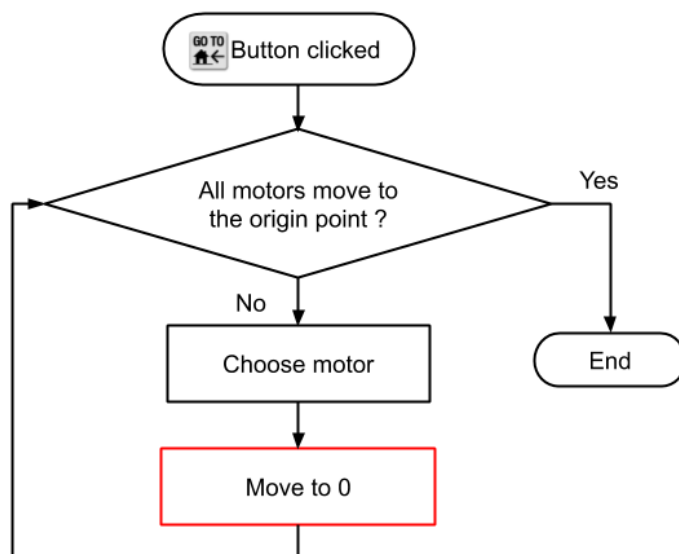 GO TO
Button clicked
All motors move to
the origin point ?
Yes
No
Choose motor
End
Move to 0